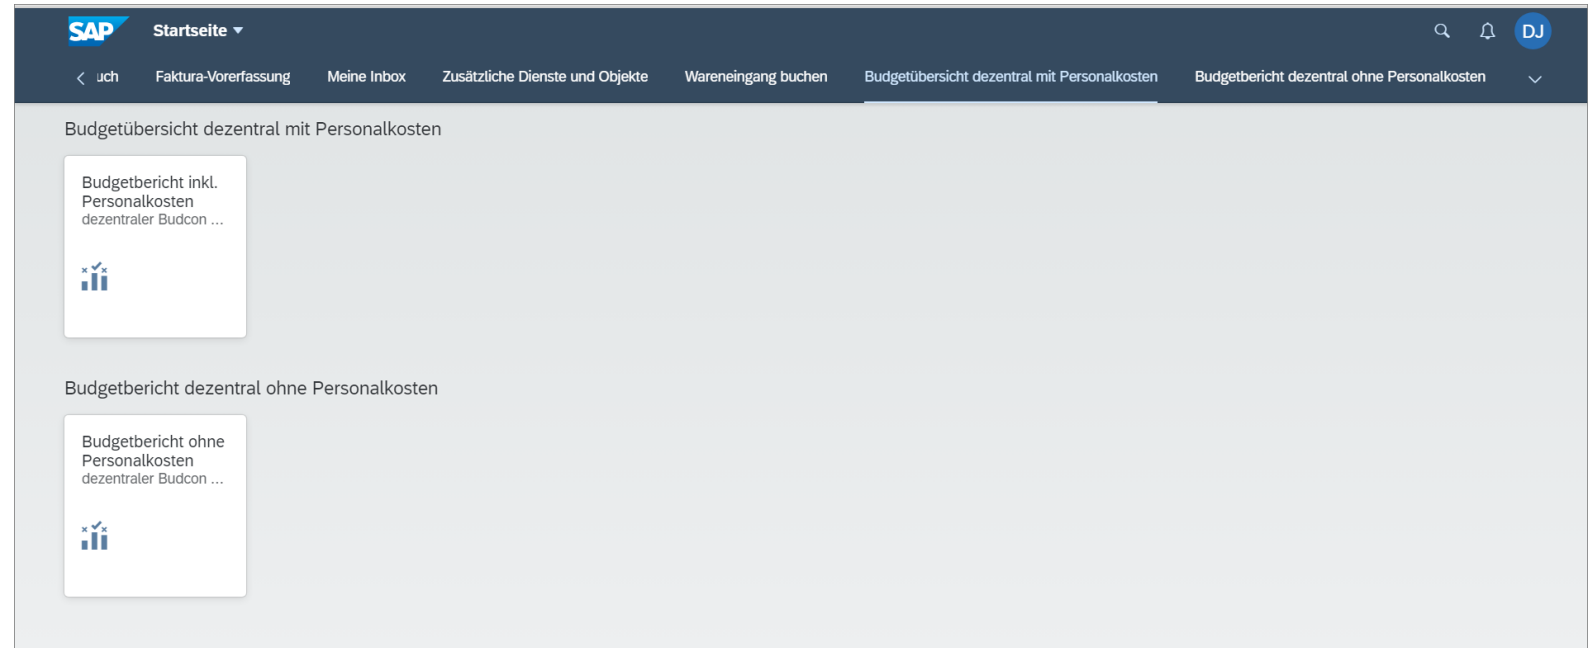 SAP Startseite DJ
uch Faktura-Vorerfassung Meine Inbox Zusätzliche Dienste und Objekte Wareneingang buchen Budgetübersicht dezentral mit Personalkosten Budgetbericht dezentral ohne Personalkosten
Budgetübersicht dezentral mit Personalkosten
Budgetbericht inkl.
Personalkosten
dezentraler Budcon ...
Budgetbericht dezentral ohne Personalkosten
Budgetbericht ohne
Personalkosten
dezentraler Budcon ...